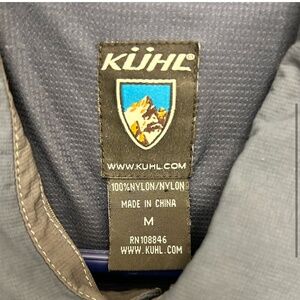 KÜHL®
WWW.KUHL.COM
100%NYLON/NYLON
MADE IN CHINA
M
RN108846
WWW.KUHL.COM